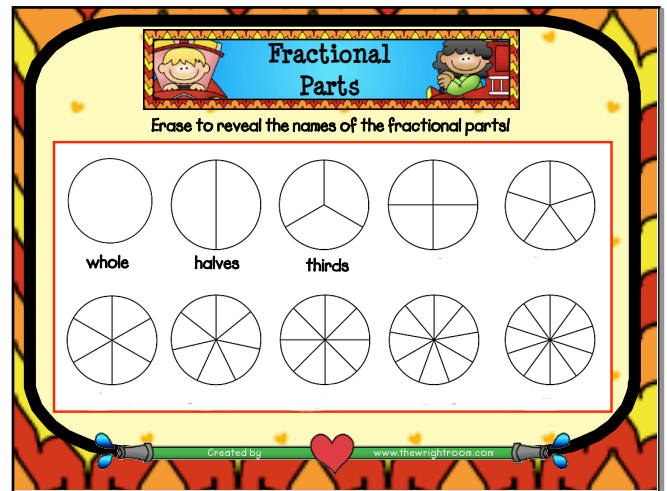 Fractional
Parts
Erase to reveal the names of the fractional parts!
whole
halves
thirds
Created by
www.thewrightroom.com